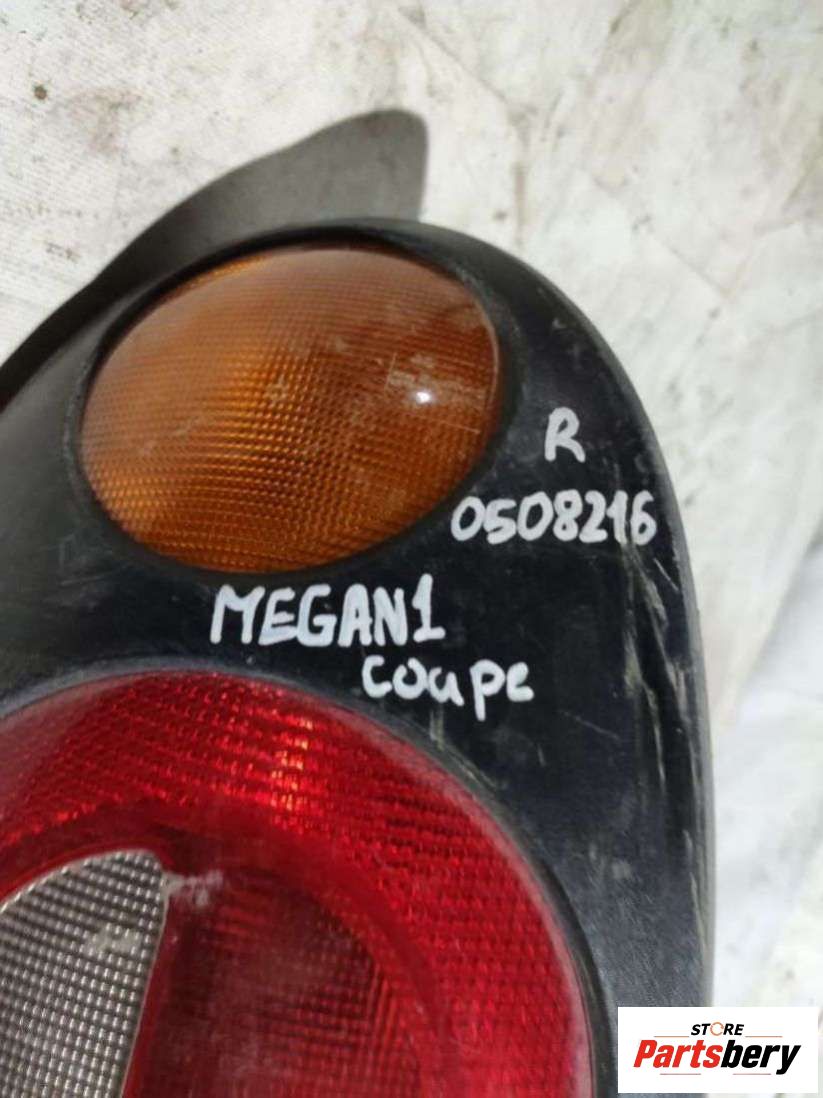 R
0508216
MEGAN1
coupe
STORE
Partsbery